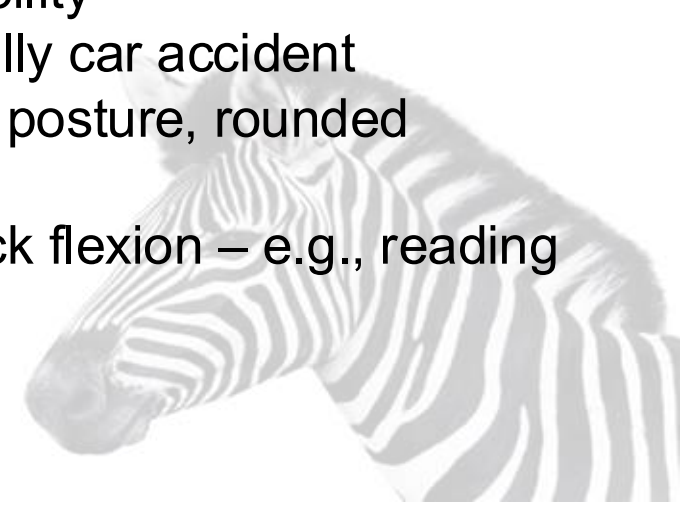 lly car accident
posture, rounded
ck flexion – e.g., reading